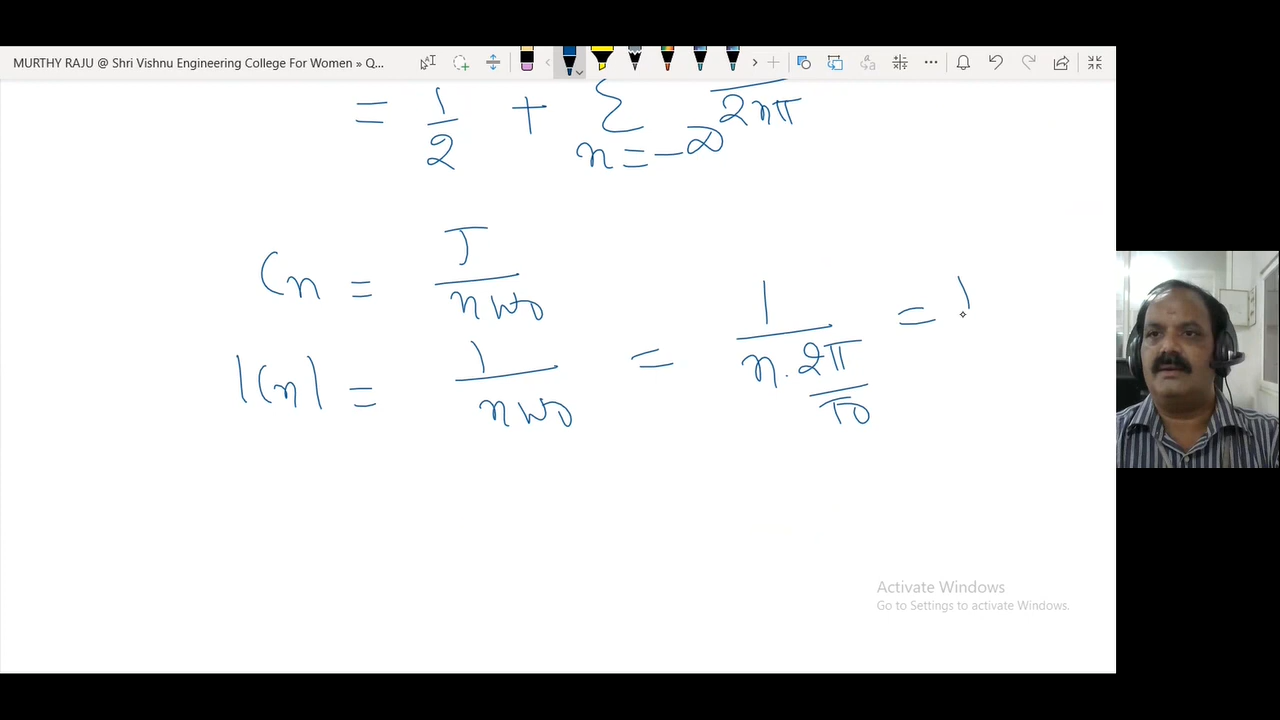 MURTHY RAJU @ Shri Vishnu Engineering College For Women » Q...
= 1/2 + Σ n=-∞ ‾/2nπ
Cn = J/nω0
|Cn| = 1/nω0 = 1/(n.2π/T0) = 1
Activate Windows
Go to Settings to activate Windows.